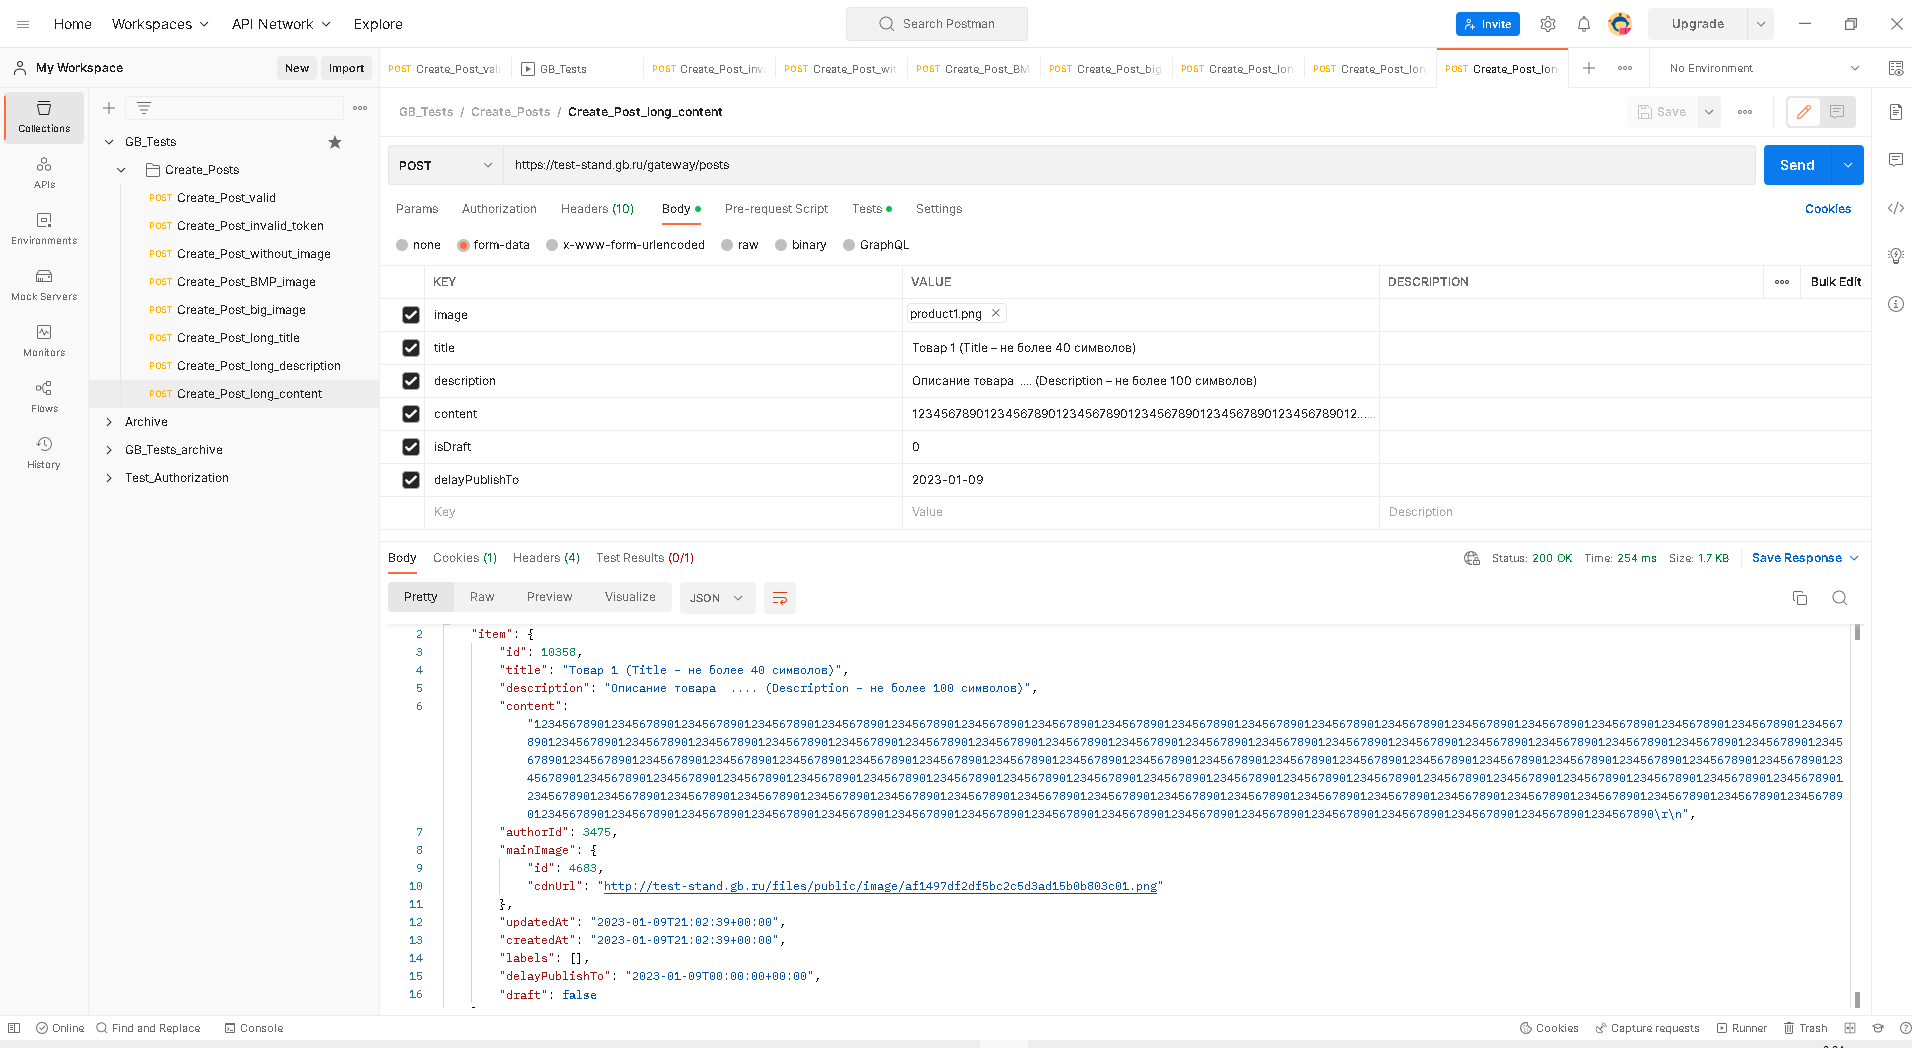 Home Workspaces API Network Explore Search Postman Invite Upgrade
My Workspace New Import POST Create_Post_val GB_Tests POST Create_Post_inv POST Create_Post_wit POST Create_Post_BM POST Create_Post_big POST Create_Post_lon POST Create_Post_lon POST Create_Post_lon No Environment
Collections
APIs
Environments
Mock Servers
Monitors
Flows
History
GB_Tests
Create_Posts
POST Create_Post_valid
POST Create_Post_invalid_token
POST Create_Post_without_image
POST Create_Post_BMP_image
POST Create_Post_big_image
POST Create_Post_long_title
POST Create_Post_long_description
POST Create_Post_long_content
Archive
GB_Tests_archive
Test_Authorization
GB_Tests / Create_Posts / Create_Post_long_content Save
POST https://test-stand.gb.ru/gateway/posts Send
Params Authorization Headers (10) Body Pre-request Script Tests Settings Cookies
none form-data x-www-form-urlencoded raw binary GraphQL
KEY VALUE DESCRIPTION Bulk Edit
image product1.png
title Товар 1 (Title – не более 40 символов)
description Описание товара .... (Description – не более 100 символов)
content 12345678901234567890123456789012345678901234567890123456789012......
isDraft 0
delayPublishTo 2023-01-09
Key Value Description
Body Cookies (1) Headers (4) Test Results (0/1) Status: 200 OK Time: 254 ms Size: 1.7 KB Save Response
Pretty Raw Preview Visualize JSON
2 "item": {
3 "id": 10358,
4 "title": "Товар 1 (Title – не более 40 символов)",
5 "description": "Описание товара .... (Description – не более 100 символов)",
6 "content":
7 "authorId": 3475,
8 "mainImage": {
9 "id": 4683,
10 "cdnUrl": "http://test-stand.gb.ru/files/public/image/af1497df2df5bc2c5d3ad15b0b803c01.png"
11 },
12 "updatedAt": "2023-01-09T21:02:39+00:00",
13 "createdAt": "2023-01-09T21:02:39+00:00",
14 "labels": [],
15 "delayPublishTo": "2023-01-09T00:00:00+00:00",
16 "draft": false
Online Find and Replace Console Cookies Capture requests Runner Trash